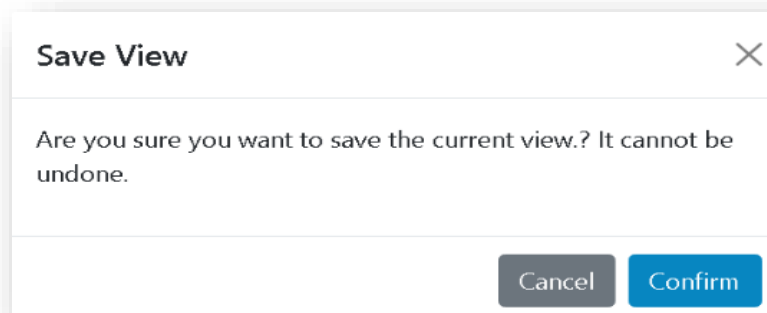 Save View
Are you sure you want to save the current view.? It cannot be
undone.
Cancel Confirm